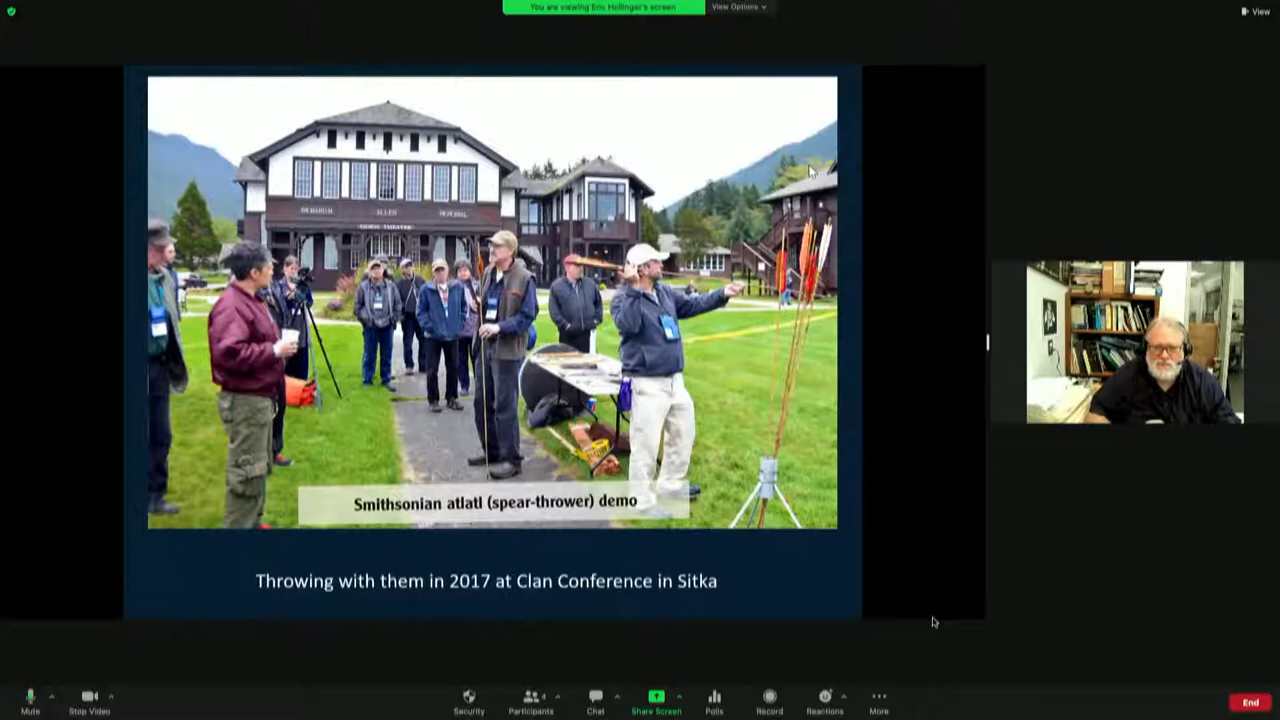 You are viewing Eric Hollinger's screen
View Options
View
RICHARD H.
ALLEN
MEMORIAL
Smithsonian atlatl (spear-thrower) demo
Throwing with them in 2017 at Clan Conference in Sitka
Mute
Stop Video
Security
Participants
4
Chat
Share Screen
Polls
Record
Reactions
More
End